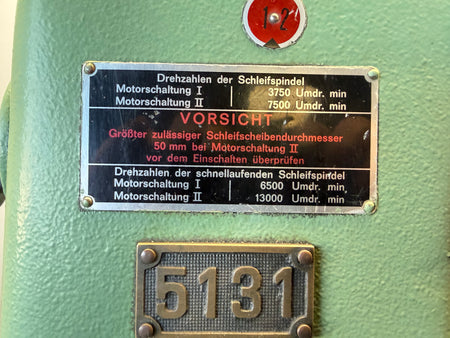 1 2
Drehzahlen der Schleifspindel
Motorschaltung I 3750 Umdr. min
Motorschaltung II 7500 Umdr. min
VORSICHT
Größter zulässiger Schleifscheibendurchmesser
50 mm bei Motorschaltung II
vor dem Einschalten überprüfen
Drehzahlen der schnellaufenden Schleifspindel
Motorschaltung I 6500 Umdr. min
Motorschaltung II 13000 Umdr. min
5131